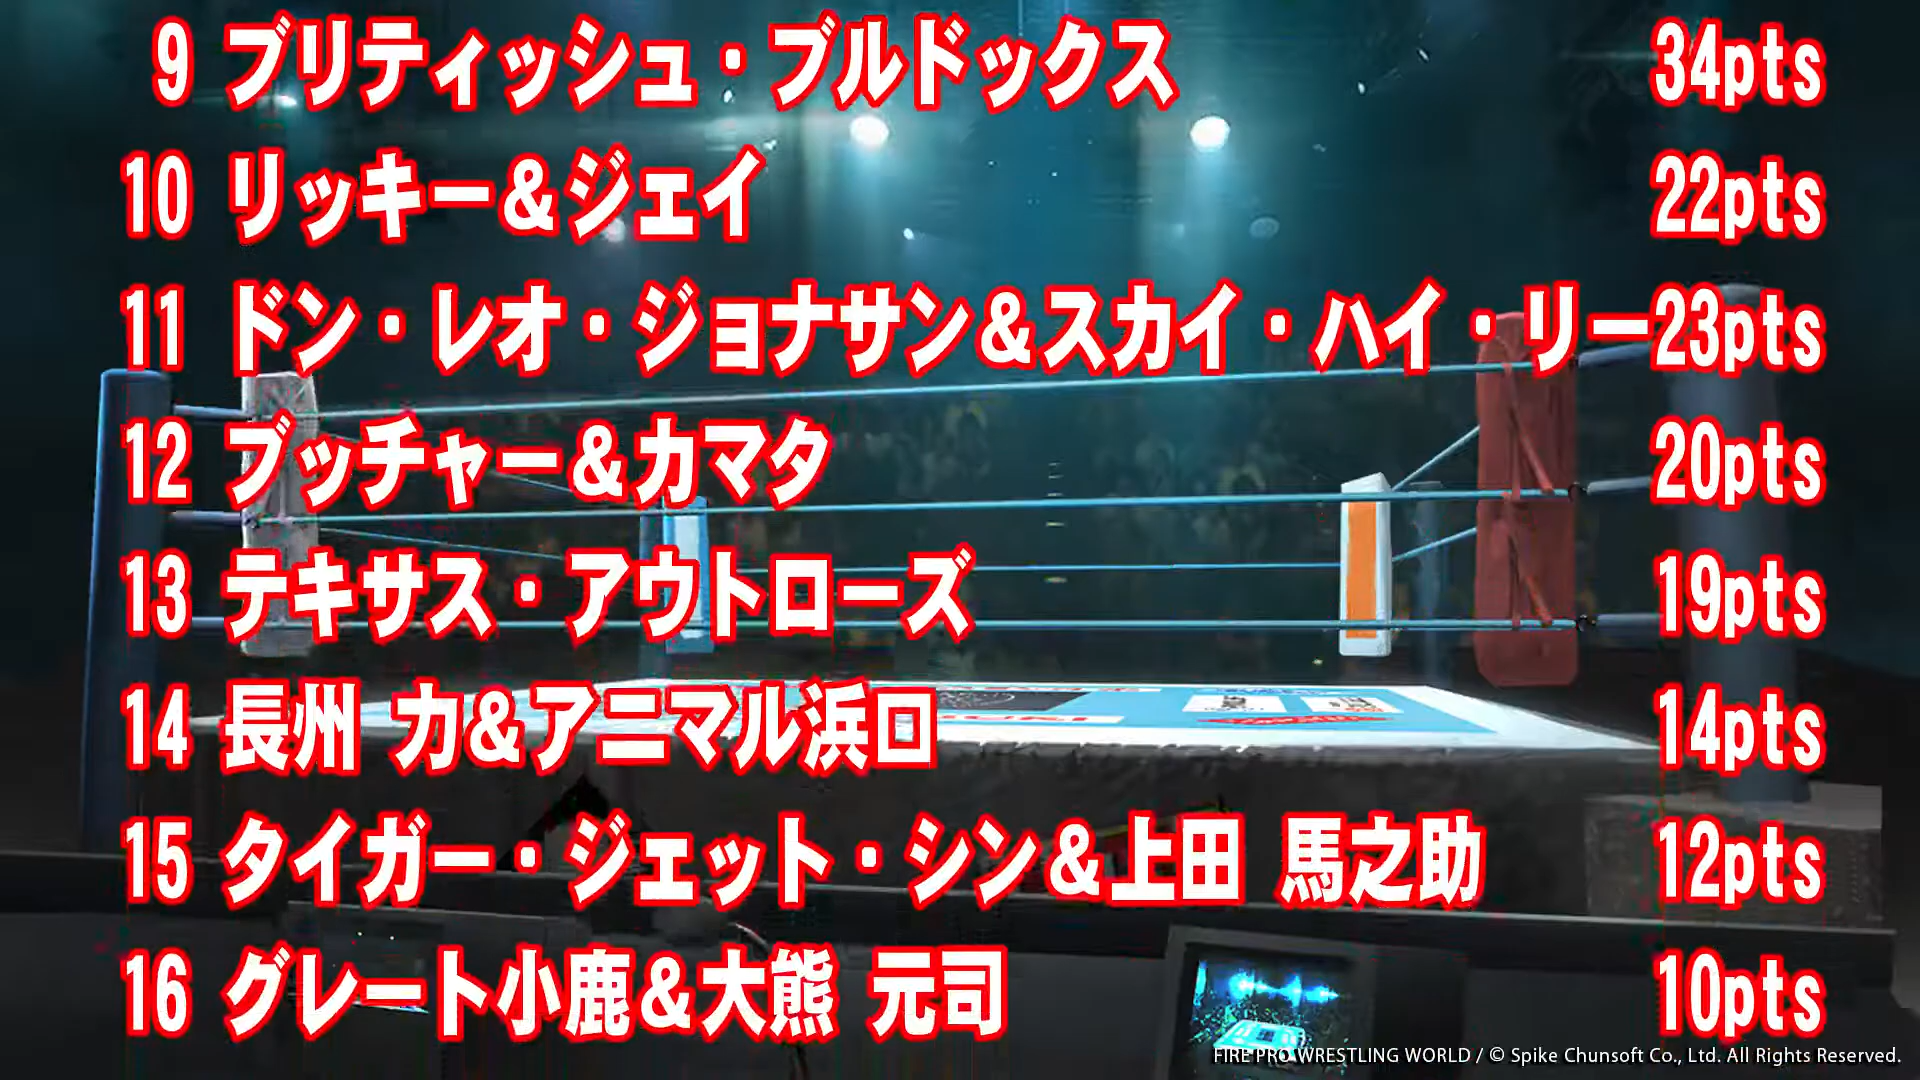 9 ブリティッシュ・ブルドックス 34pts
10 リッキー＆ジェイ 22pts
11 ドン・レオ・ジョナサン＆スカイ・ハイ・リー 23pts
12 ブッチャー＆カマタ 20pts
13 テキサス・アウトローズ 19pts
14 長州 力＆アニマル浜口 14pts
15 タイガー・ジェット・シン＆上田 馬之助 12pts
16 グレート小鹿＆大熊 元司 10pts
FIRE PRO WRESTLING WORLD / © Spike Chunsoft Co., Ltd. All Rights Reserved.